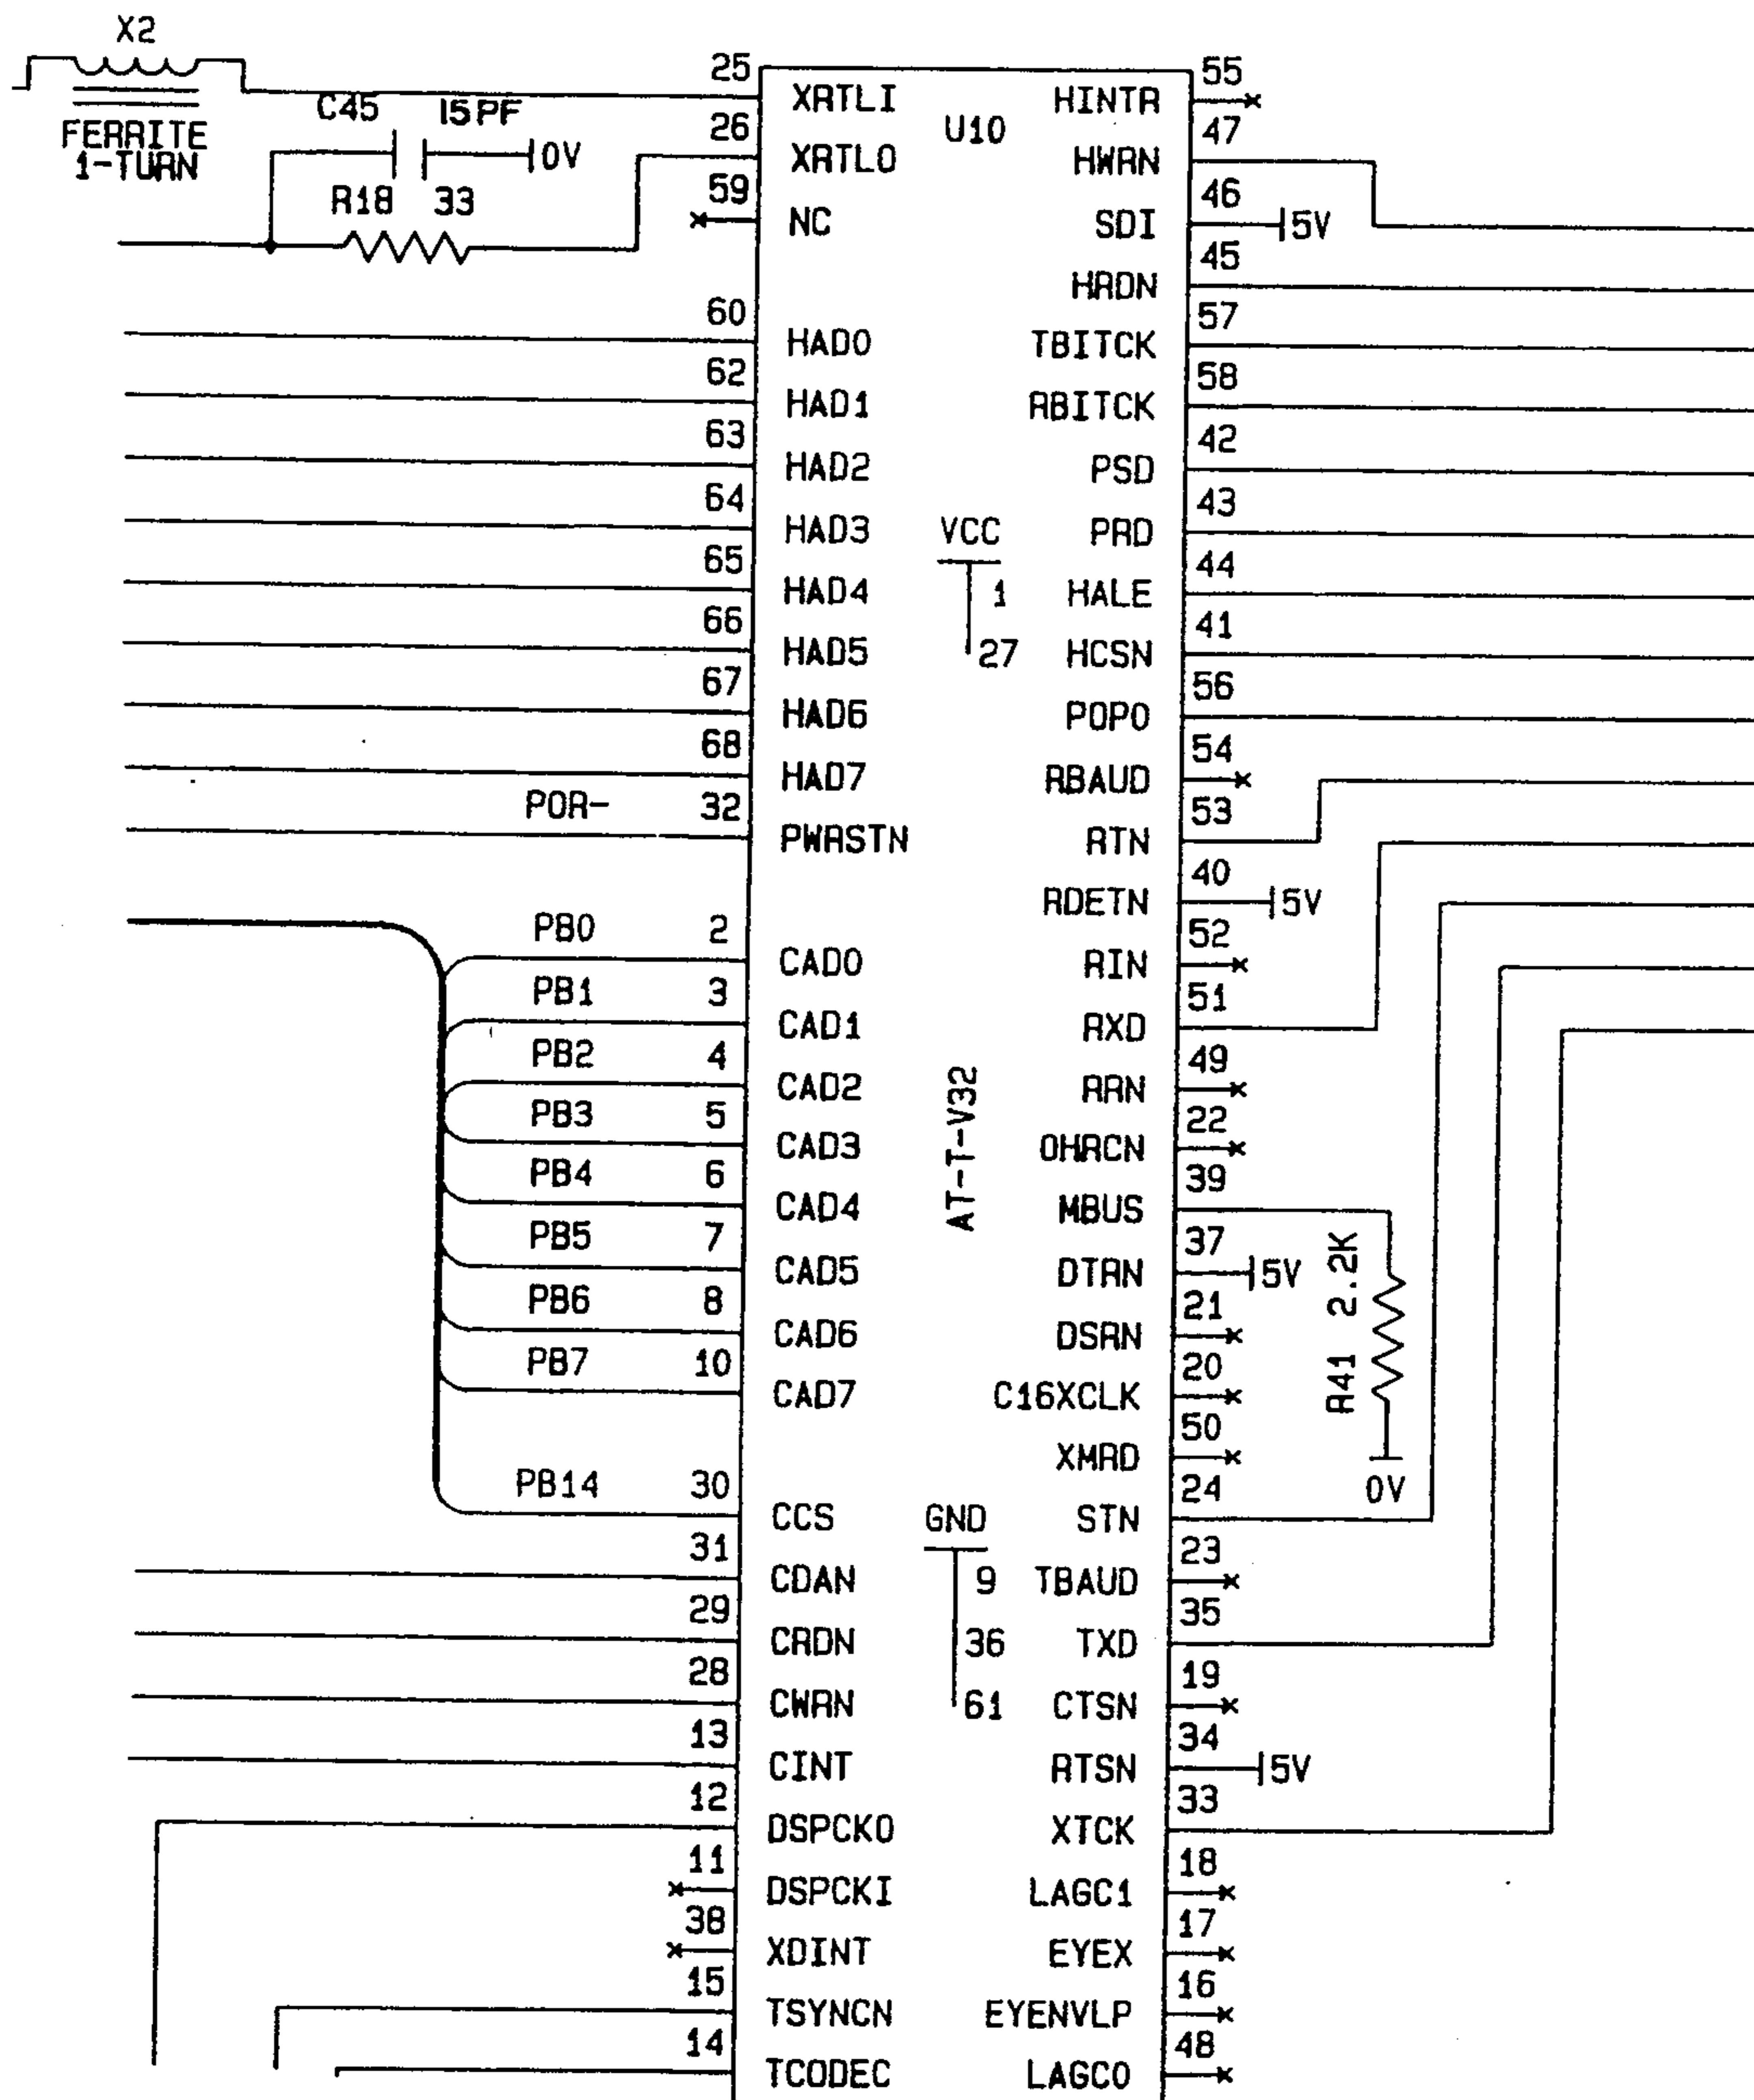 X2
FERRITE
1-TURN
C45 15PF
0V
R18 33
25 XRTLI
26 XRTLO
59 NC
60 HAD0
62 HAD1
63 HAD2
64 HAD3
65 HAD4
66 HAD5
67 HAD6
68 HAD7
POR- 32 PWRSTN
PB0 2 CAD0
PB1 3 CAD1
PB2 4 CAD2
PB3 5 CAD3
PB4 6 CAD4
PB5 7 CAD5
PB6 8 CAD6
PB7 10 CAD7
PB14 30 CCS
31 CDAN
29 CRDN
28 CWRN
13 CINT
12 DSPCKO
11 DSPCKI
38 XDINT
15 TSYNCN
14 TCODEC
U10
VCC
1
27
AT-T-V32
GND
9
36
61
HINTR 55
HWRN 47
SDI 46 5V
HRDN 45
TBITCK 57
RBITCK 58
PSD 42
PRD 43
HALE 44
HCSN 41
POPO 56
RBAUD 54
RTN 53
RDETN 40 5V
RIN 52
RXD 51
RRN 49
OHRCN 22
MBUS 39
DTRN 37 5V
DSRN 21
C16XCLK 20
XMRD 50
STN 24
TBAUD 23
TXD 35
CTSN 19
RTSN 34 5V
XTCK 33
LAGC1 18
EYEX 17
EYENVLP 16
LAGC0 48
R41 2.2K
0V